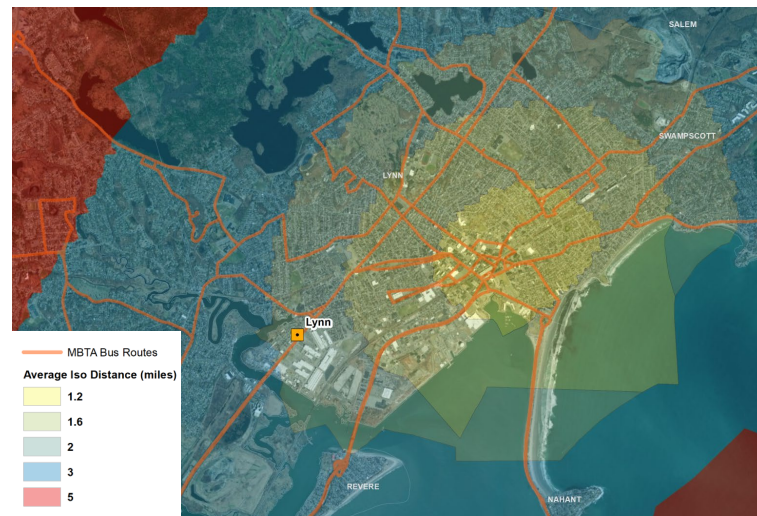 SALEM
SWAMPSCOTT
LYNN
Lynn
MBTA Bus Routes
Average Iso Distance (miles)
1.2
1.6
2
3
5
REVERE
NAHANT